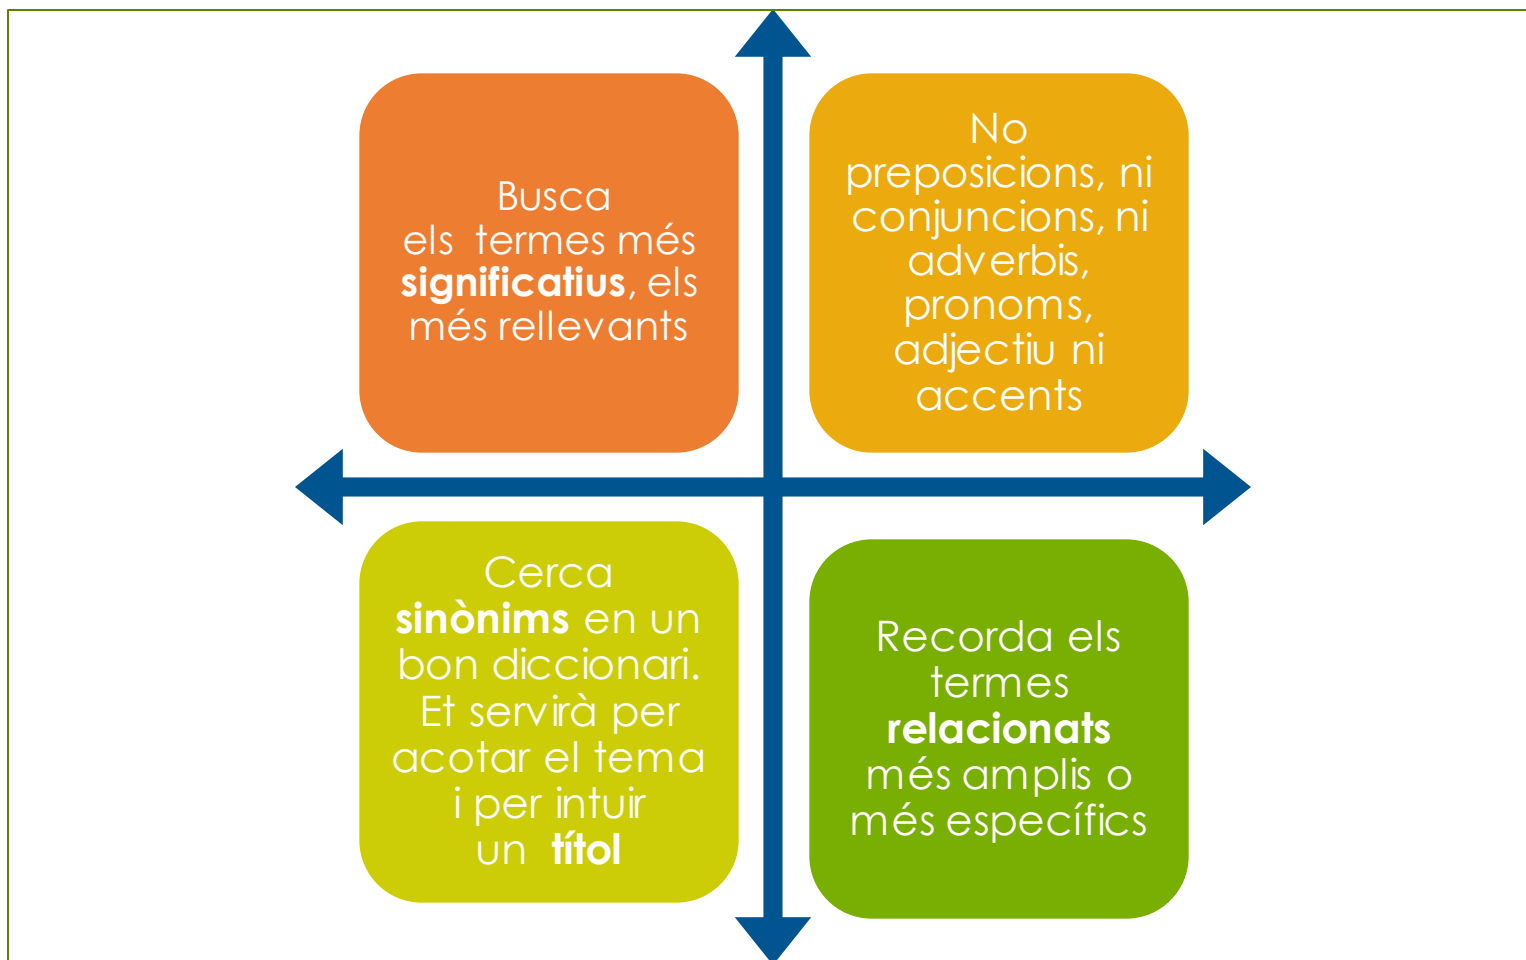 Busca
els termes més
significatius, els
més rellevants
No
preposicions, ni
conjuncions, ni
adverbis,
pronoms,
adjectiu ni
accents
Cerca
sinònims en un
bon diccionari.
Et servirà per
acotar el tema
i per intuir
un títol
Recorda els
termes
relacionats
més amplis o
més específics